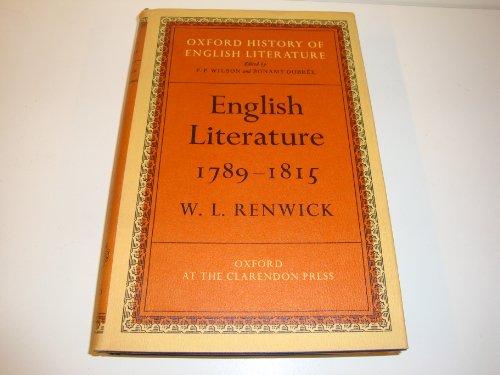 OXFORD HISTORY OF
ENGLISH LITERATURE
Edited by
F. P. WILSON and BONAMY DOBRÉE
English
Literature
1789–1815
W. L. RENWICK
OXFORD
AT THE CLARENDON PRESS